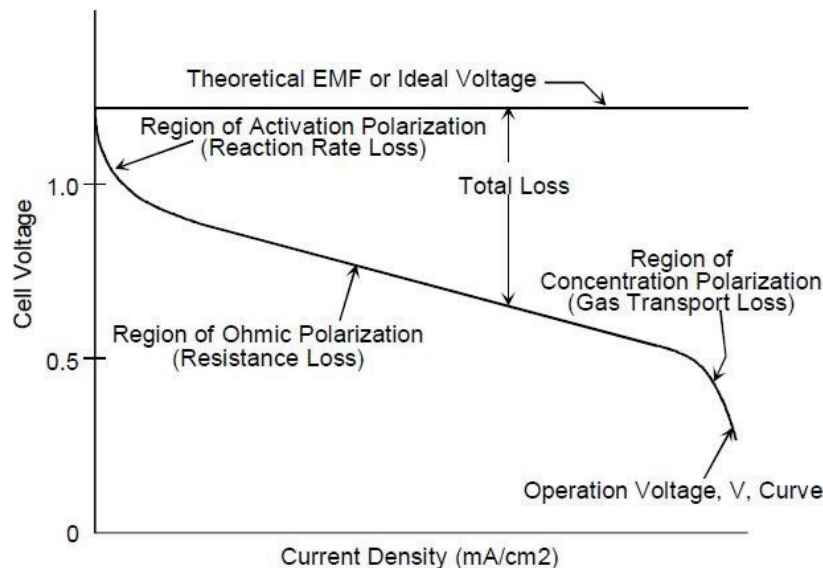 Theoretical EMF or Ideal Voltage
Region of Activation Polarization
(Reaction Rate Loss)
Total Loss
1.0
Region of
Concentration Polarization
(Gas Transport Loss)
Cell Voltage
Region of Ohmic Polarization
(Resistance Loss)
0.5
Operation Voltage, V, Curve
0
Current Density (mA/cm2)